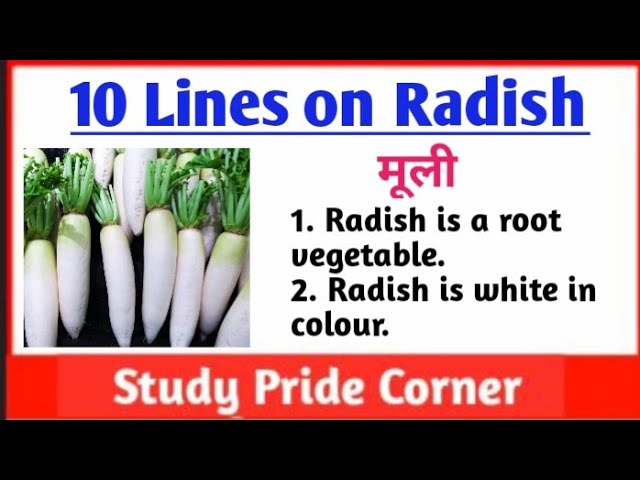 10 Lines on Radish
मूली
1. Radish is a root
vegetable.
2. Radish is white in
colour.
Study Pride Corner